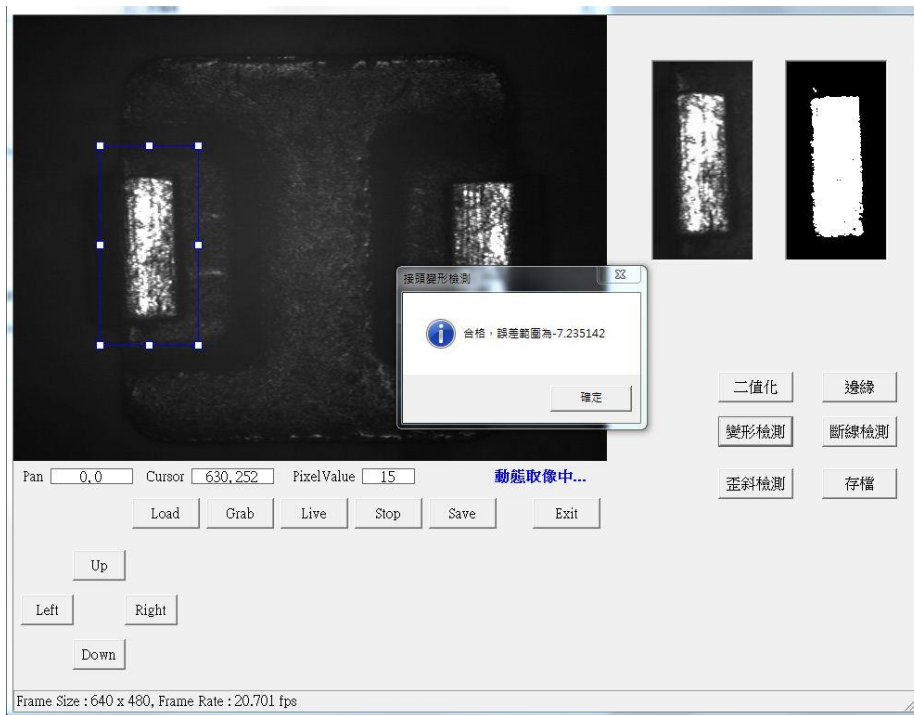 接頭變形檢測
合格，誤差範圍為-7.235142
確定
二值化 邊緣
變形檢測 斷線檢測
歪斜檢測 存檔
Pan 0,0 Cursor 630,252 PixelValue 15 動態取像中...
Load Grab Live Stop Save Exit
Up
Left Right
Down
Frame Size : 640 x 480, Frame Rate : 20.701 fps